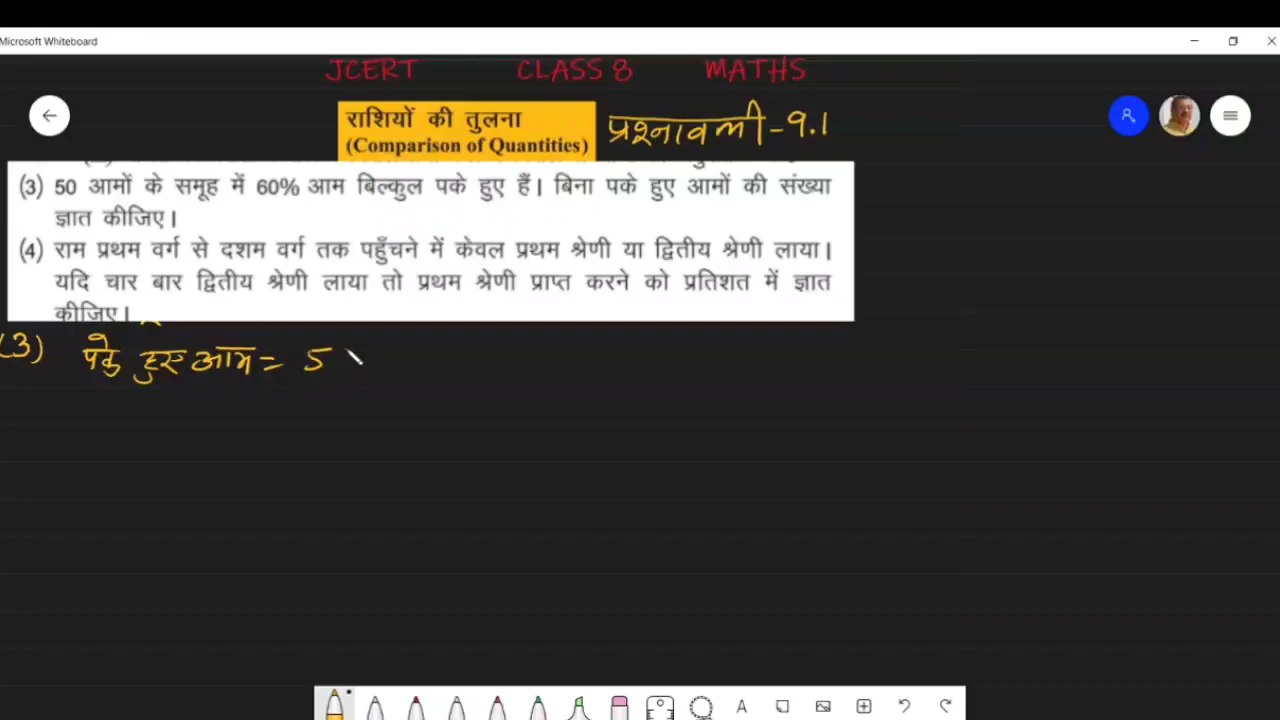 Microsoft Whiteboard
JCERT CLASS 8 MATHS
राशियों की तुलना
(Comparison of Quantities)
प्रश्नावली - 9.1
(3) 50 आमों के समूह में 60% आम बिल्कुल पके हुए हैं। बिना पके हुए आमों की संख्या
ज्ञात कीजिए।
(4) राम प्रथम वर्ग से दशम वर्ग तक पहुँचने में केवल प्रथम श्रेणी या द्वितीय श्रेणी लाया।
यदि चार बार द्वितीय श्रेणी लाया तो प्रथम श्रेणी प्राप्त करने को प्रतिशत में ज्ञात
कीजिए।
(3) पके हुए आम = 5